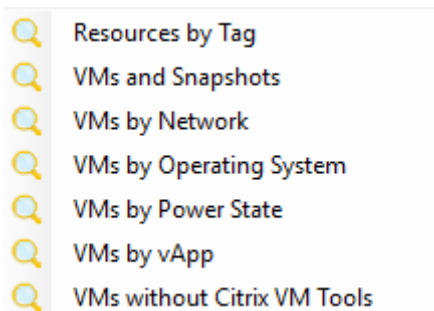 Resources by Tag
VMs and Snapshots
VMs by Network
VMs by Operating System
VMs by Power State
VMs by vApp
VMs without Citrix VM Tools